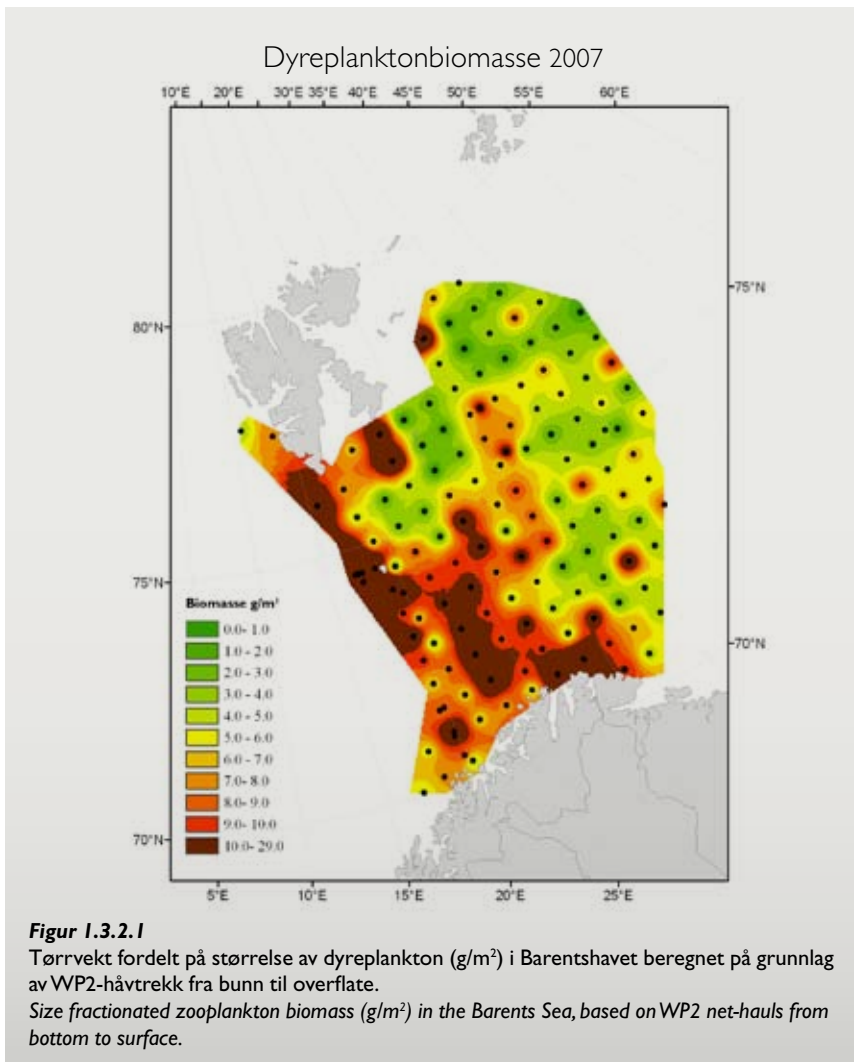 Dyreplanktonbiomasse 2007
10°E 20°E 30°E 35°E 40°E 45°E 50°E 55°E 60°E
75°N
80°N
75°N
70°N
70°N
Biomasse g/m²
0.0- 1.0
1.0 - 2.0
2.0 - 3.0
3.0 - 4.0
4.0 - 5.0
5.0 - 6.0
6.0 - 7.0
7.0- 8.0
8.0- 9.0
9.0- 10.0
10.0- 29.0
5°E 10°E 15°E 20°E 25°E
Figur 1.3.2.1
Tørrvekt fordelt på størrelse av dyreplankton (g/m²) i Barentshavet beregnet på grunnlag
av WP2-håvtrekk fra bunn til overflate.
Size fractionated zooplankton biomass (g/m²) in the Barents Sea, based on WP2 net-hauls from
bottom to surface.